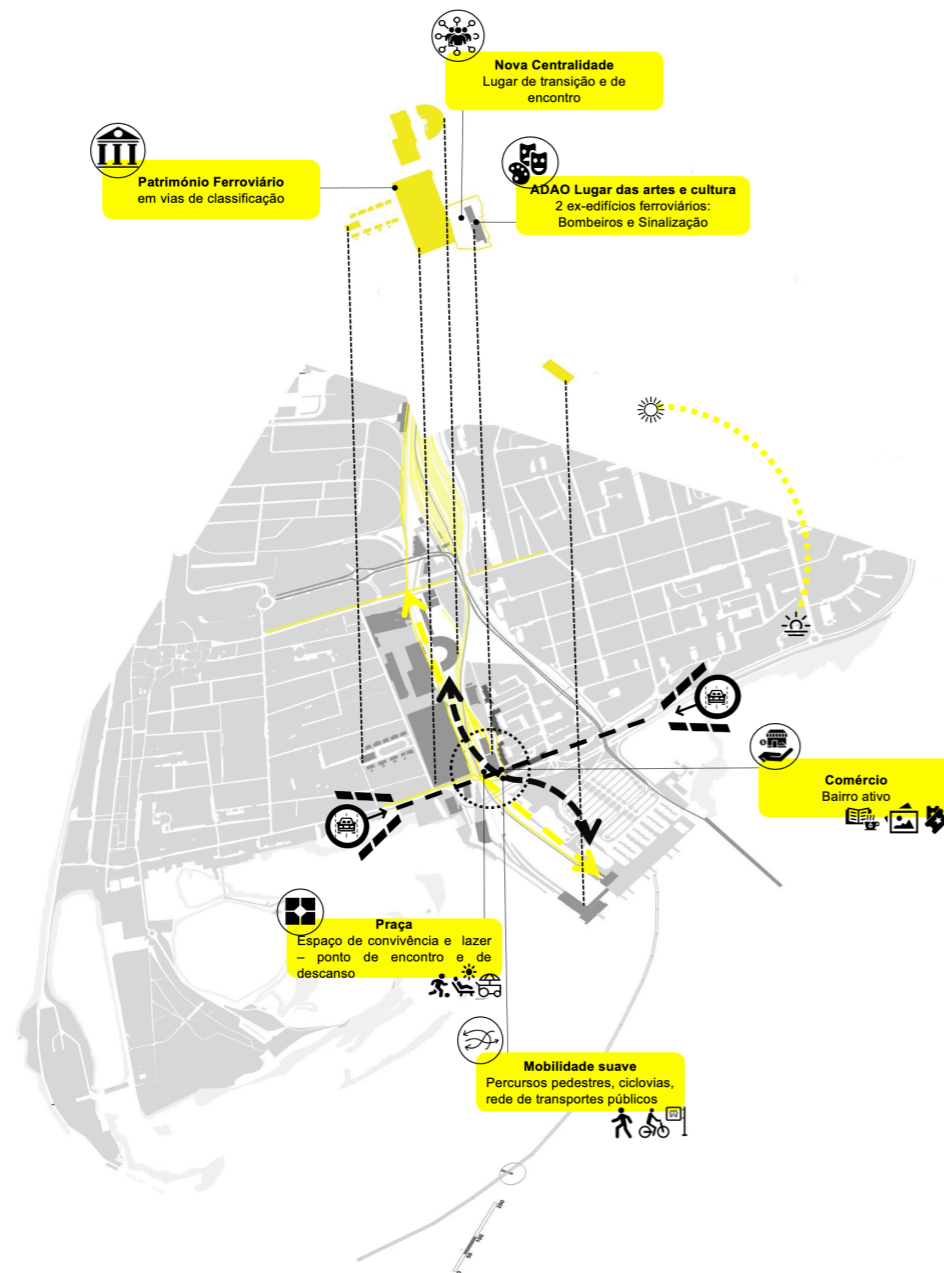 Nova Centralidade
Lugar de transição e de
encontro
Património Ferroviário
em vias de classificação
ADAO Lugar das artes e cultura
2 ex-edifícios ferroviários:
Bombeiros e Sinalização
Comércio
Bairro ativo
Praça
Espaço de convivência e lazer
– ponto de encontro e de
descanso
Mobilidade suave
Percursos pedestres, ciclovias,
rede de transportes públicos